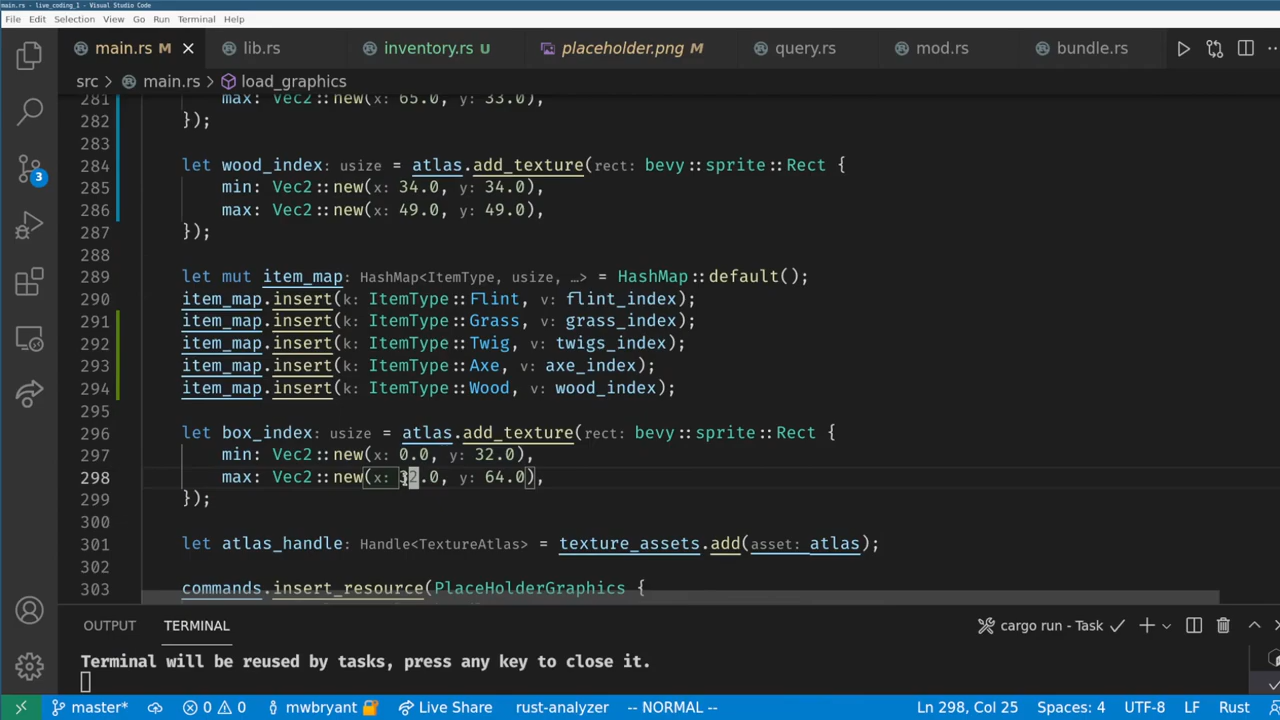 main.rs - live_coding_1 - Visual Studio Code
File Edit Selection View Go Run Terminal Help
main.rs M lib.rs inventory.rs U placeholder.png M query.rs mod.rs bundle.rs
src > main.rs > load_graphics
281 max: Vec2::new(x: 65.0, y: 33.0),
282 });
283
284 let wood_index: usize = atlas.add_texture(rect: bevy::sprite::Rect {
285 min: Vec2::new(x: 34.0, y: 34.0),
286 max: Vec2::new(x: 49.0, y: 49.0),
287 });
288
289 let mut item_map: HashMap<ItemType, usize, …> = HashMap::default();
290 item_map.insert(k: ItemType::Flint, v: flint_index);
291 item_map.insert(k: ItemType::Grass, v: grass_index);
292 item_map.insert(k: ItemType::Twig, v: twigs_index);
293 item_map.insert(k: ItemType::Axe, v: axe_index);
294 item_map.insert(k: ItemType::Wood, v: wood_index);
295
296 let box_index: usize = atlas.add_texture(rect: bevy::sprite::Rect {
297 min: Vec2::new(x: 0.0, y: 32.0),
298 max: Vec2::new(x: 32.0, y: 64.0),
299 });
300
301 let atlas_handle: Handle<TextureAtlas> = texture_assets.add(asset: atlas);
302
303 commands.insert_resource(PlaceHolderGraphics {
3
OUTPUT TERMINAL cargo run - Task
Terminal will be reused by tasks, press any key to close it.
master* 0 0 mwbryant Live Share rust-analyzer -- NORMAL -- Ln 298, Col 25 Spaces: 4 UTF-8 LF Rust